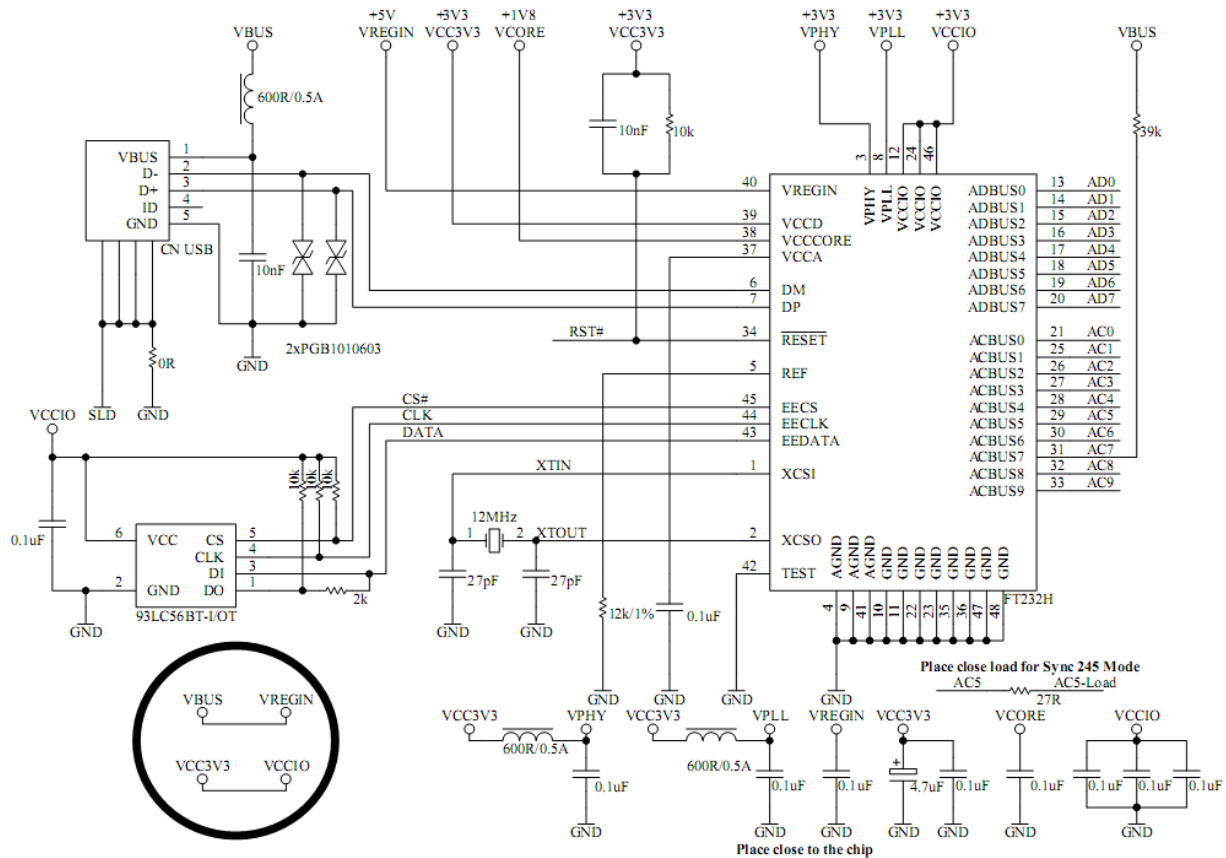 +5V +3V3 +1V8 +3V3 +3V3 +3V3 +3V3
VBUS VREGIN VCC3V3 VCORE VCC3V3 VPHY VPLL VCCIO VBUS
600R/0.5A
10nF 10k 39k
3 8 12 24 46
VPHY VPLL VCCIO VCCIO VCCIO
VBUS 1
D- 2
D+ 3
ID 4
GND 5
CN USB
10nF
2xPGB1010603
GND
0R
SLD GND
40 VREGIN
39 VCCD
38 VCCCORE
37 VCCA
6 DM
7 DP
RST# 34 RESET
5 REF
CS# 45 EECS
CLK 44 EECLK
DATA 43 EEDATA
XTIN 1 XCSI
XTOUT 2 XCSO
42 TEST
ADBUS0 13 AD0
ADBUS1 14 AD1
ADBUS2 15 AD2
ADBUS3 16 AD3
ADBUS4 17 AD4
ADBUS5 18 AD5
ADBUS6 19 AD6
ADBUS7 20 AD7
ACBUS0 21 AC0
ACBUS1 25 AC1
ACBUS2 26 AC2
ACBUS3 27 AC3
ACBUS4 28 AC4
ACBUS5 29 AC5
ACBUS6 30 AC6
ACBUS7 31 AC7
ACBUS8 32 AC8
ACBUS9 33 AC9
AGND AGND AGND GND GND GND GND GND GND GND GND
4 9 41 10 11 22 23 35 36 47 48
FT232H
GND
VCCIO
10k 10k 10k
0.1uF
6 VCC CS 5
CLK 4
DI 3
2 GND DO 1
2k
93LC56BT-I/OT
GND
12MHz
1 2
27pF 27pF
GND GND
12k/1% 0.1uF
GND GND GND
VBUS VREGIN
VCC3V3 VCCIO
Place close load for Sync 245 Mode
AC5 AC5-Load
27R
VCC3V3 VPHY VCC3V3 VPLL VREGIN VCC3V3 VCORE VCCIO
600R/0.5A 600R/0.5A
+
0.1uF 0.1uF 0.1uF 4.7uF 0.1uF 0.1uF 0.1uF 0.1uF 0.1uF
GND GND GND GND GND GND GND
Place close to the chip